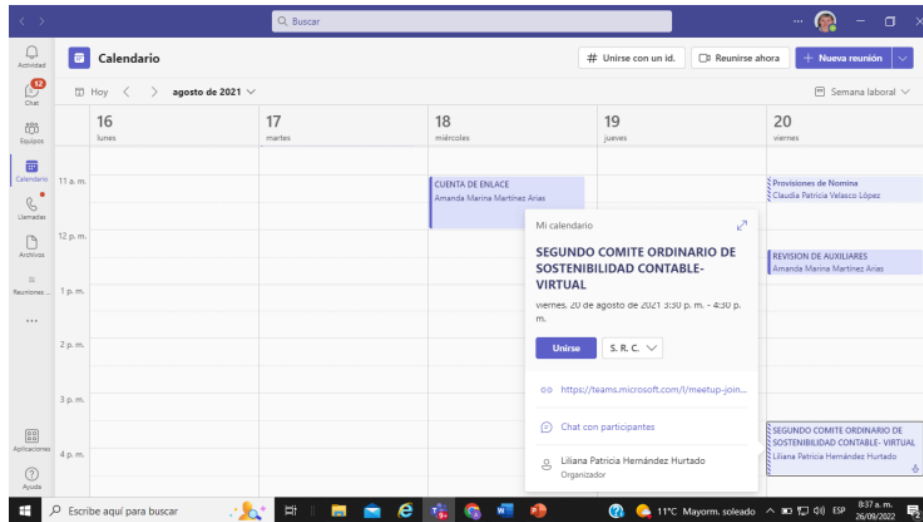 Buscar
Actividad
12
Chat
Equipos
Calendario
Llamadas
Archivos
Reuniones ...
Aplicaciones
Ayuda
Calendario
# Unirse con un id.
Reunirse ahora
+ Nueva reunión
Hoy
agosto de 2021
Semana laboral
16
lunes
17
martes
18
miércoles
19
jueves
20
viernes
11 a. m.
12 p. m.
1 p. m.
2 p. m.
3 p. m.
4 p. m.
CUENTA DE ENLACE
Amanda Marina Martínez Arias
Provisiones de Nomina
Claudia Patricia Velasco López
REVISION DE AUXILIARES
Amanda Marina Martínez Arias
SEGUNDO COMITE ORDINARIO DE
SOSTENIBILIDAD CONTABLE- VIRTUAL
Liliana Patricia Hernández Hurtado
Mi calendario
SEGUNDO COMITE ORDINARIO DE
SOSTENIBILIDAD CONTABLE-
VIRTUAL
viernes, 20 de agosto de 2021 3:30 p. m. - 4:30 p.
m.
Unirse
S. R. C.
https://teams.microsoft.com/l/meetup-join...
Chat con participantes
Liliana Patricia Hernández Hurtado
Organizador
Escribe aquí para buscar
11°C Mayorm. soleado
ESP
8:37 a. m.
26/09/2022